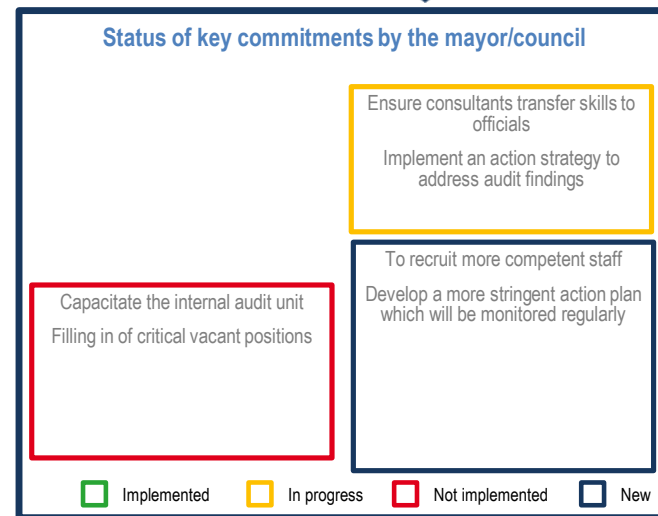 Status of key commitments by the mayor/council
Ensure consultants transfer skills to
officials
Implement an action strategy to
address audit findings
To recruit more competent staff
Develop a more stringent action plan
which will be monitored regularly
Capacitate the internal audit unit
Filling in of critical vacant positions
Implemented
In progress
Not implemented
New